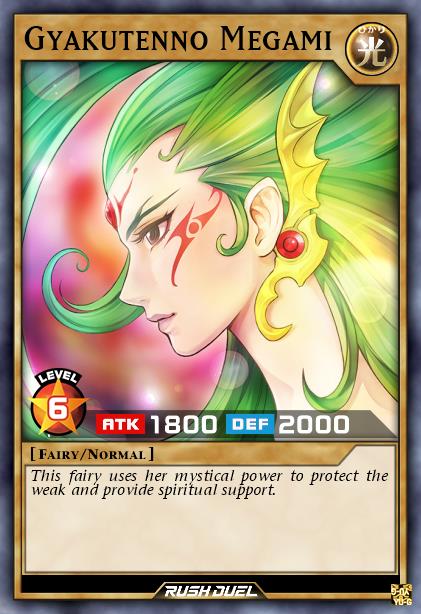 GYAKUTENNO MEGAMI
ひかり
光
LEVEL
6
ATK 1800 DEF 2000
[FAIRY/NORMAL]
This fairy uses her mystical power to protect the
weak and provide spiritual support.
RUSH DUEL